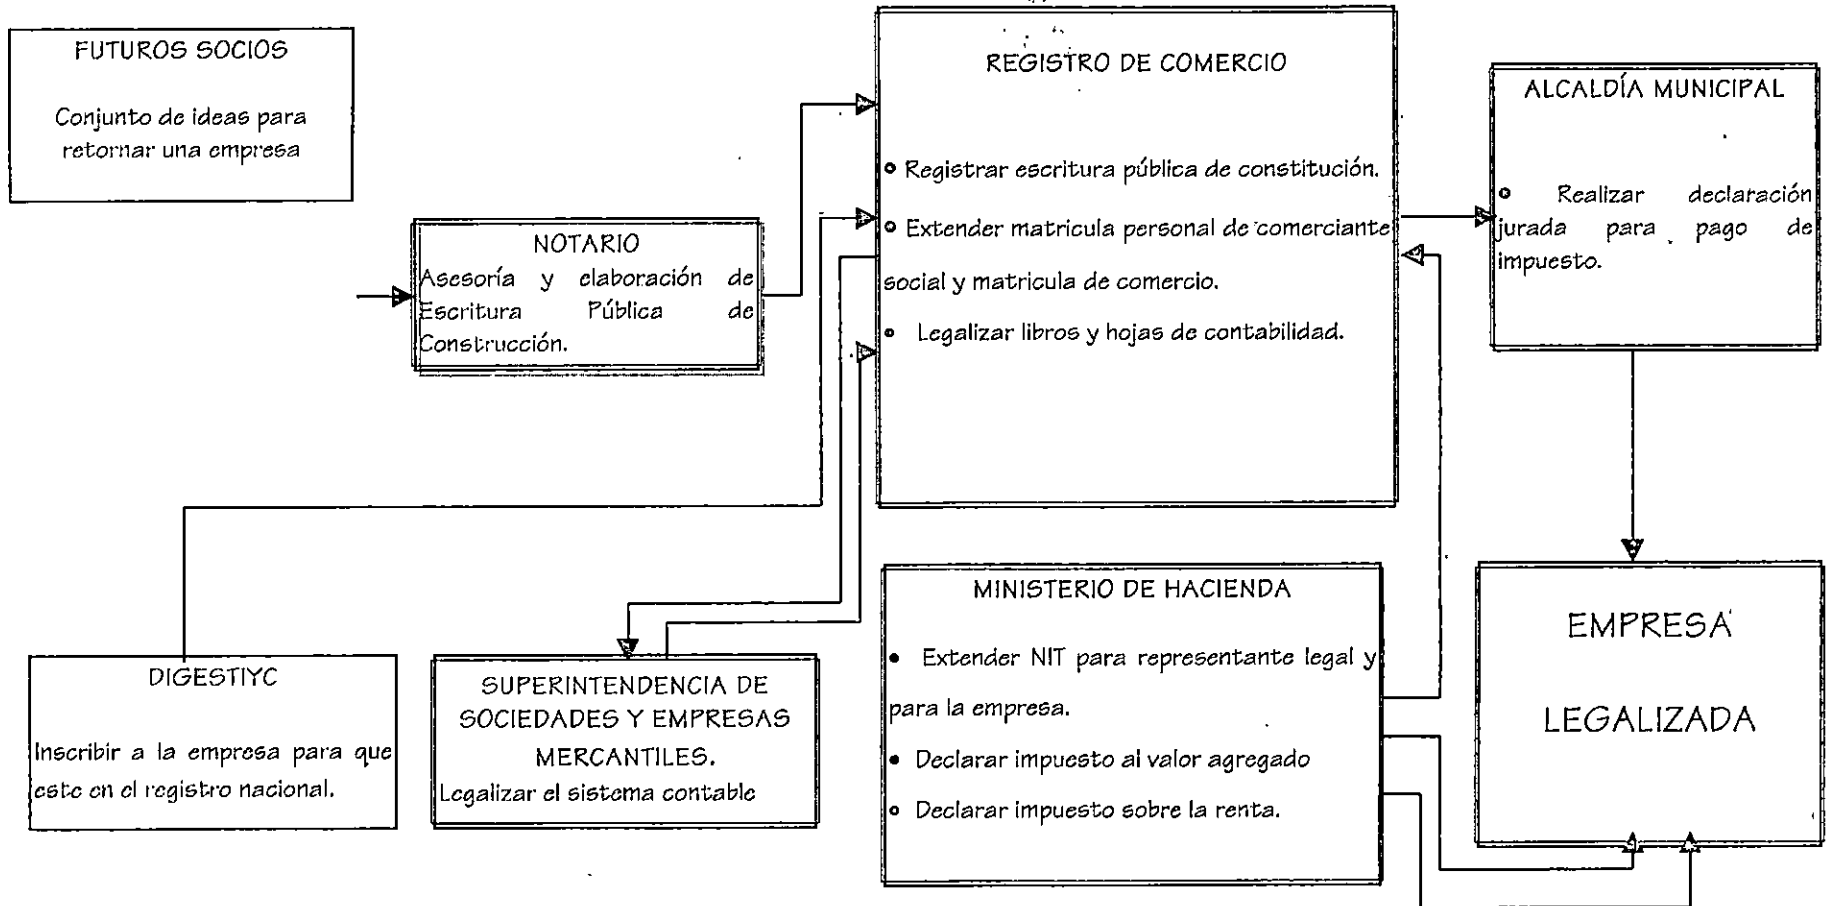 FUTUROS SOCIOS
Conjunto de ideas para
retornar una empresa
NOTARIO
Asesoría y elaboración de
Escritura Pública de
Construcción.
REGISTRO DE COMERCIO
• Registrar escritura pública de constitución.
• Extender matricula personal de comerciante
social y matricula de comercio.
• Legalizar libros y hojas de contabilidad.
ALCALDÍA MUNICIPAL
• Realizar declaración
jurada para pago de
impuesto.
DIGESTIYC
Inscribir a la empresa para que
este en el registro nacional.
SUPERINTENDENCIA DE
SOCIEDADES Y EMPRESAS
MERCANTILES.
Legalizar el sistema contable
MINISTERIO DE HACIENDA
• Extender NIT para representante legal y
para la empresa.
• Declarar impuesto al valor agregado
• Declarar impuesto sobre la renta.
EMPRESA
LEGALIZADA